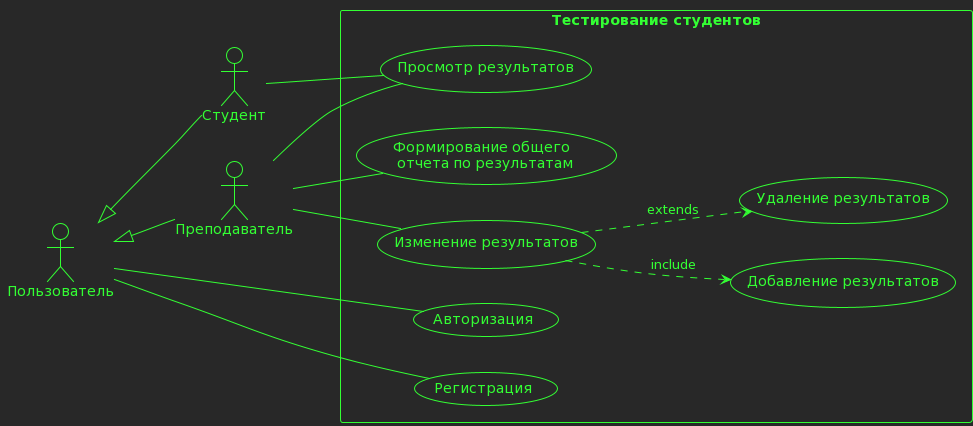 Тестирование студентов
Просмотр результатов
Студент
Формирование общего
отчета по результатам
Преподаватель
Изменение результатов
extends
Удаление результатов
include
Добавление результатов
Пользователь
Авторизация
Регистрация